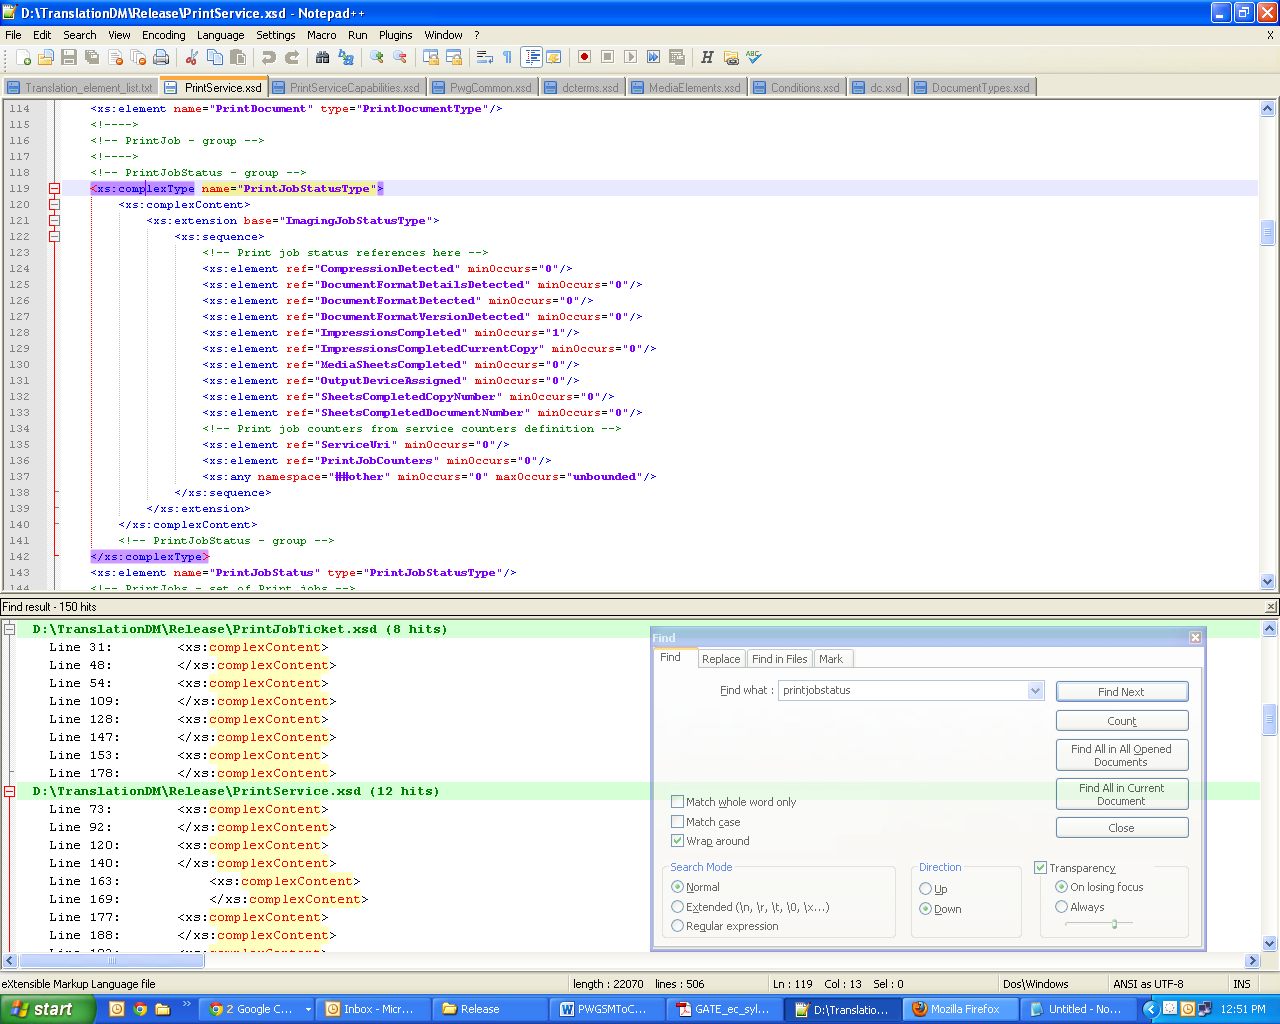 D:\TranslationDM\Release\PrintService.xsd - Notepad++
File Edit Search View Encoding Language Settings Macro Run Plugins Window ? X
Translation_element_list.txt PrintService.xsd PrintServiceCapabilities.xsd PwgCommon.xsd dcterms.xsd MediaElements.xsd Conditions.xsd dc.xsd DocumentTypes.xsd
114 <xs:element name="PrintDocument" type="PrintDocumentType"/>
115 <!---->
116 <!-- PrintJob - group -->
117 <!---->
118 <!-- PrintJobStatus - group -->
119 <xs:complexType name="PrintJobStatusType">
120 <xs:complexContent>
121 <xs:extension base="ImagingJobStatusType">
122 <xs:sequence>
123 <!-- Print job status references here -->
124 <xs:element ref="CompressionDetected" minOccurs="0"/>
125 <xs:element ref="DocumentFormatDetailsDetected" minOccurs="0"/>
126 <xs:element ref="DocumentFormatDetected" minOccurs="0"/>
127 <xs:element ref="DocumentFormatVersionDetected" minOccurs="0"/>
128 <xs:element ref="ImpressionsCompleted" minOccurs="1"/>
129 <xs:element ref="ImpressionsCompletedCurrentCopy" minOccurs="0"/>
130 <xs:element ref="MediaSheetsCompleted" minOccurs="0"/>
131 <xs:element ref="OutputDeviceAssigned" minOccurs="0"/>
132 <xs:element ref="SheetsCompletedCopyNumber" minOccurs="0"/>
133 <xs:element ref="SheetsCompletedDocumentNumber" minOccurs="0"/>
134 <!-- Print job counters from service counters definition -->
135 <xs:element ref="ServiceUri" minOccurs="0"/>
136 <xs:element ref="PrintJobCounters" minOccurs="0"/>
137 <xs:any namespace="##other" minOccurs="0" maxOccurs="unbounded"/>
138 </xs:sequence>
139 </xs:extension>
140 </xs:complexContent>
141 <!-- PrintJobStatus - group -->
142 </xs:complexType>
143 <xs:element name="PrintJobStatus" type="PrintJobStatusType"/>
144 <!-- PrintJobs - set of Print jobs -->
Find result - 150 hits
D:\TranslationDM\Release\PrintJobTicket.xsd (8 hits)
Line 31: <xs:complexContent>
Line 48: </xs:complexContent>
Line 54: <xs:complexContent>
Line 109: </xs:complexContent>
Line 128: <xs:complexContent>
Line 147: </xs:complexContent>
Line 153: <xs:complexContent>
Line 178: </xs:complexContent>
D:\TranslationDM\Release\PrintService.xsd (12 hits)
Line 73: <xs:complexContent>
Line 92: </xs:complexContent>
Line 120: <xs:complexContent>
Line 140: </xs:complexContent>
Line 163: <xs:complexContent>
Line 169: </xs:complexContent>
Line 177: <xs:complexContent>
Line 188: </xs:complexContent>
Find
Find Replace Find in Files Mark
Find what : printjobstatus
Find Next
Count
Find All in All Opened Documents
Find All in Current Document
Close
Match whole word only
Match case
Wrap around
Search Mode
Normal
Extended (\n, \r, \t, \0, \x...)
Regular expression
Direction
Up
Down
Transparency
On losing focus
Always
eXtensible Markup Language file length : 22070 lines : 506 Ln : 119 Col : 13 Sel : 0 Dos\Windows ANSI as UTF-8 INS
start » 2 Google C... Inbox - Micr... Release PWGSMToC... GATE_ec_syl... D:\Translatio... Mozilla Firefox Untitled - No... 12:51 PM